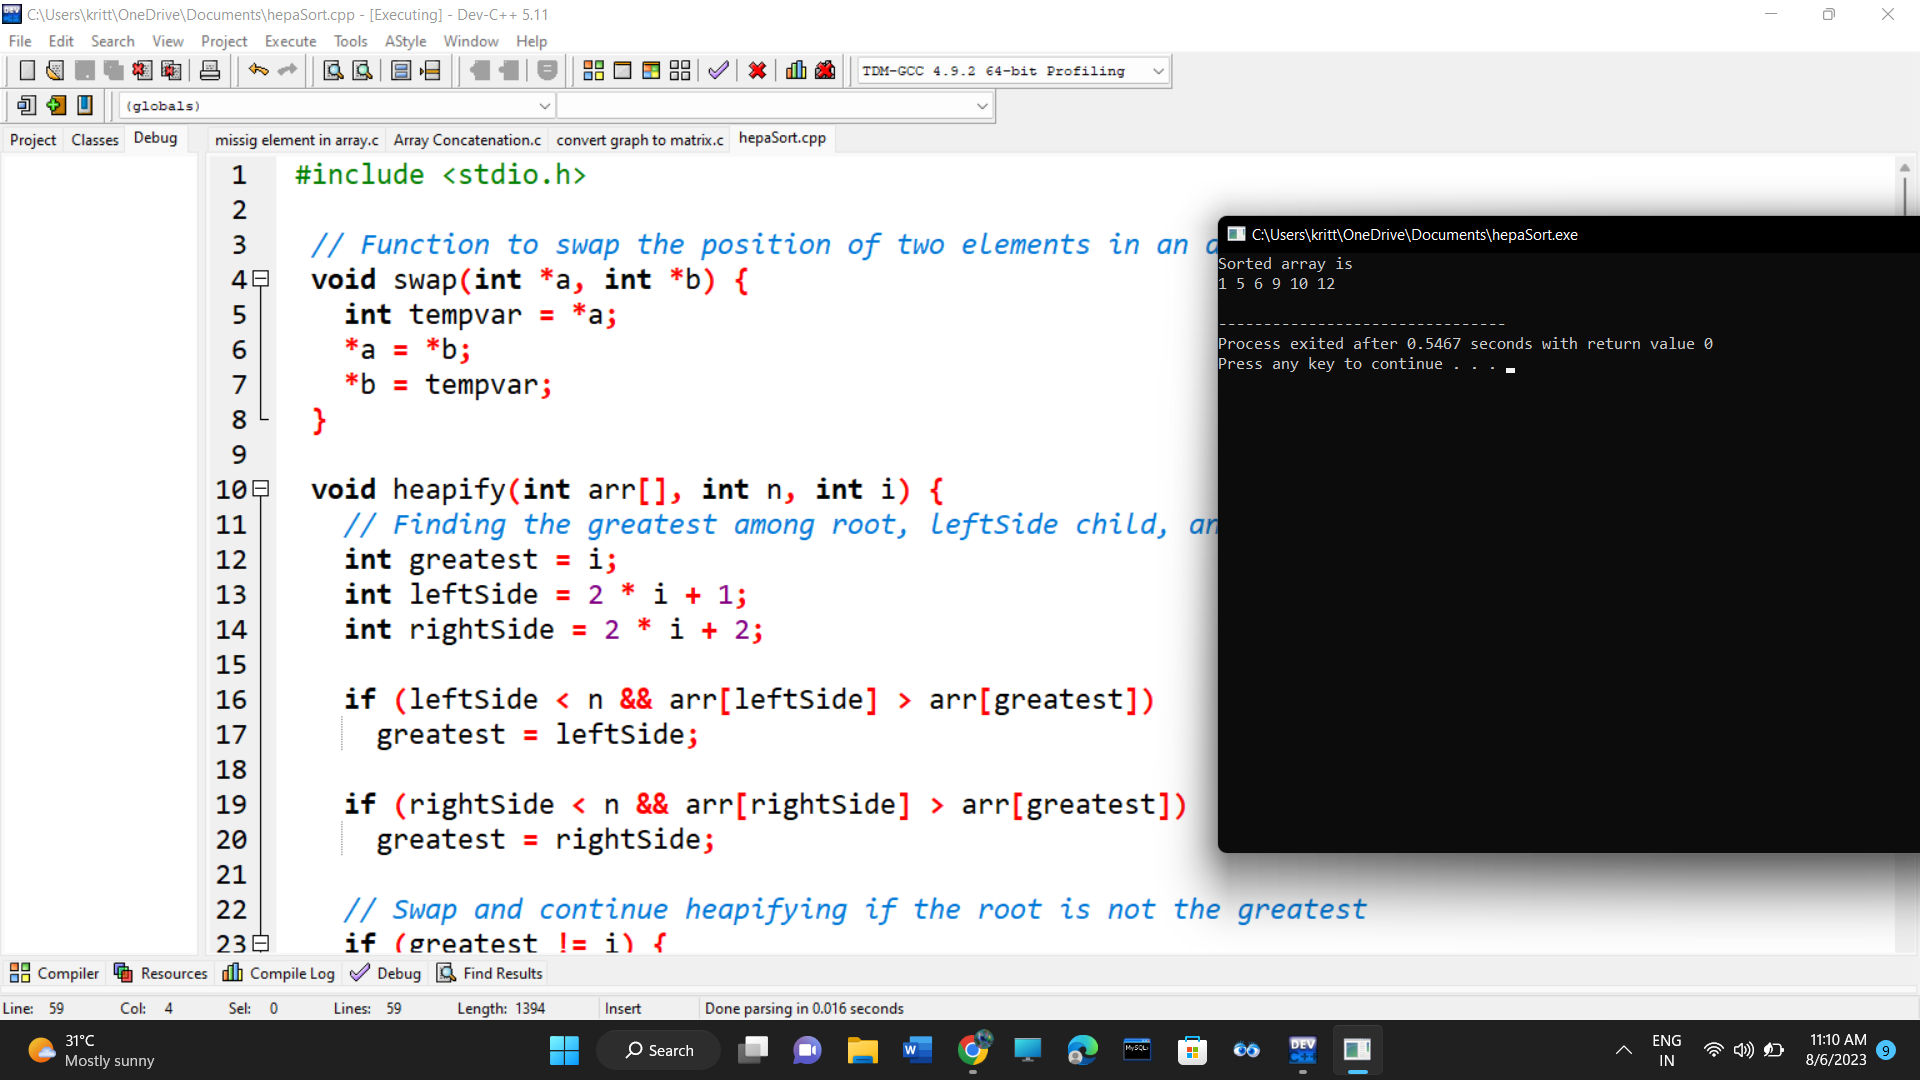 C:\Users\kritt\OneDrive\Documents\hepaSort.cpp - [Executing] - Dev-C++ 5.11
File Edit Search View Project Execute Tools AStyle Window Help
TDM-GCC 4.9.2 64-bit Profiling
(globals)
Project Classes Debug
missig element in array.c Array Concatenation.c convert graph to matrix.c hepaSort.cpp
1 #include <stdio.h>
2
3 // Function to swap the position of two elements in an a
4 void swap(int *a, int *b) {
5 int tempvar = *a;
6 *a = *b;
7 *b = tempvar;
8 }
9
10 void heapify(int arr[], int n, int i) {
11 // Finding the greatest among root, leftSide child, an
12 int greatest = i;
13 int leftSide = 2 * i + 1;
14 int rightSide = 2 * i + 2;
15
16 if (leftSide < n && arr[leftSide] > arr[greatest])
17 greatest = leftSide;
18
19 if (rightSide < n && arr[rightSide] > arr[greatest])
20 greatest = rightSide;
21
22 // Swap and continue heapifying if the root is not the greatest
23 if (greatest != i) {
C:\Users\kritt\OneDrive\Documents\hepaSort.exe
Sorted array is
1 5 6 9 10 12
--------------------------------
Process exited after 0.5467 seconds with return value 0
Press any key to continue . . .
Compiler Resources Compile Log Debug Find Results
Line: 59 Col: 4 Sel: 0 Lines: 59 Length: 1394 Insert Done parsing in 0.016 seconds
31°C
Mostly sunny
Search
W
MySQL
DEV
C++
ENG
IN
11:10 AM
8/6/2023
9